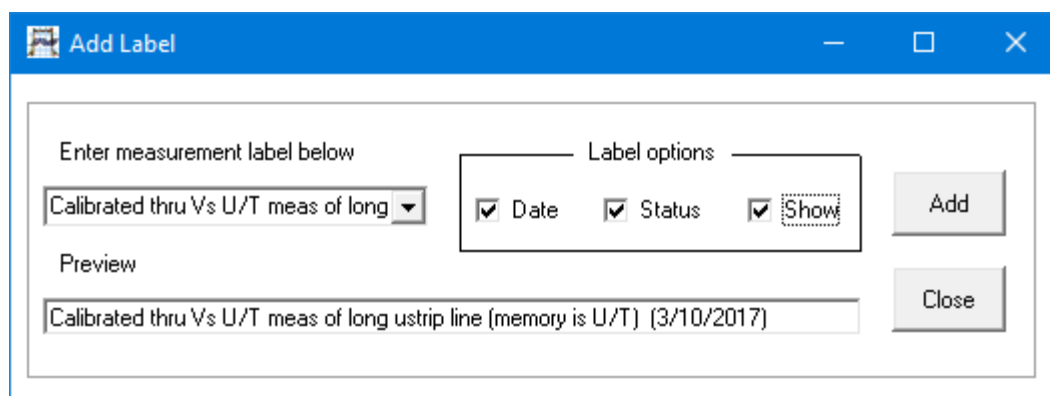 Add Label
Enter measurement label below
Label options
Calibrated thru Vs U/T meas of long
Date
Status
Show
Add
Preview
Calibrated thru Vs U/T meas of long ustrip line (memory is U/T) (3/10/2017)
Close